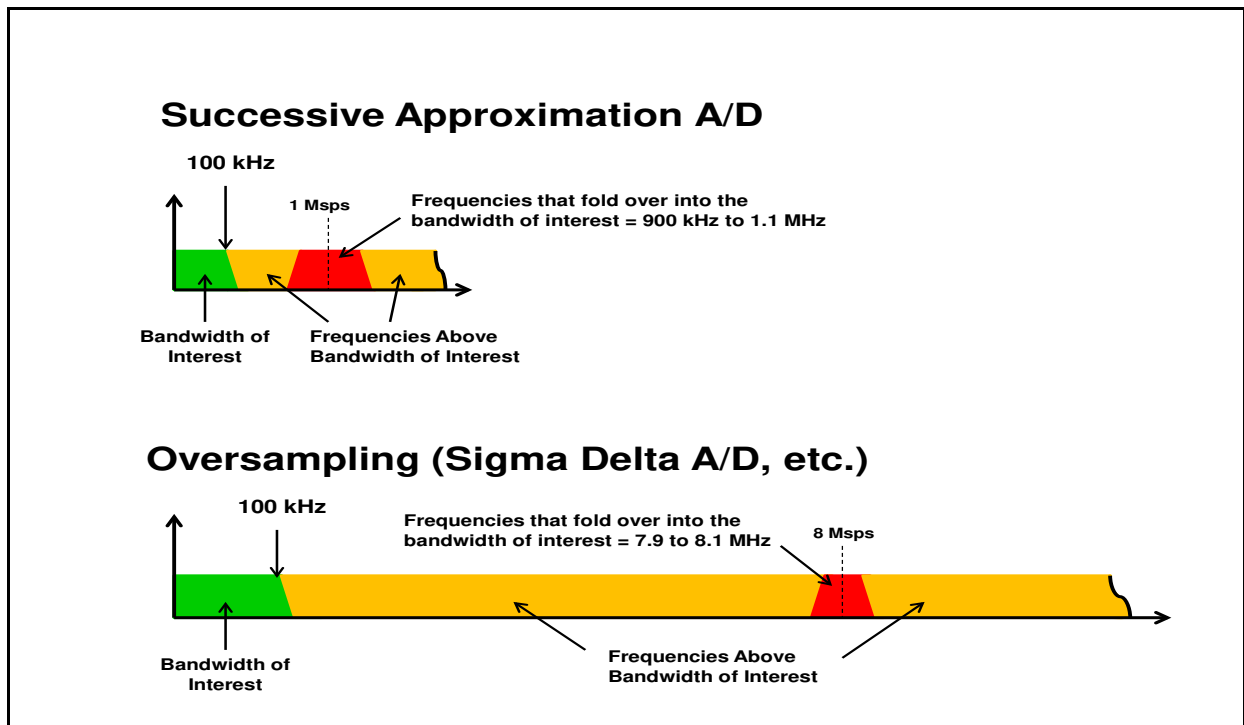 Successive Approximation A/D
100 kHz
1 Msps
Frequencies that fold over into the
bandwidth of interest = 900 kHz to 1.1 MHz
Bandwidth of
Interest
Frequencies Above
Bandwidth of Interest
Oversampling (Sigma Delta A/D, etc.)
100 kHz
Frequencies that fold over into the
bandwidth of interest = 7.9 to 8.1 MHz
8 Msps
Bandwidth of
Interest
Frequencies Above
Bandwidth of Interest